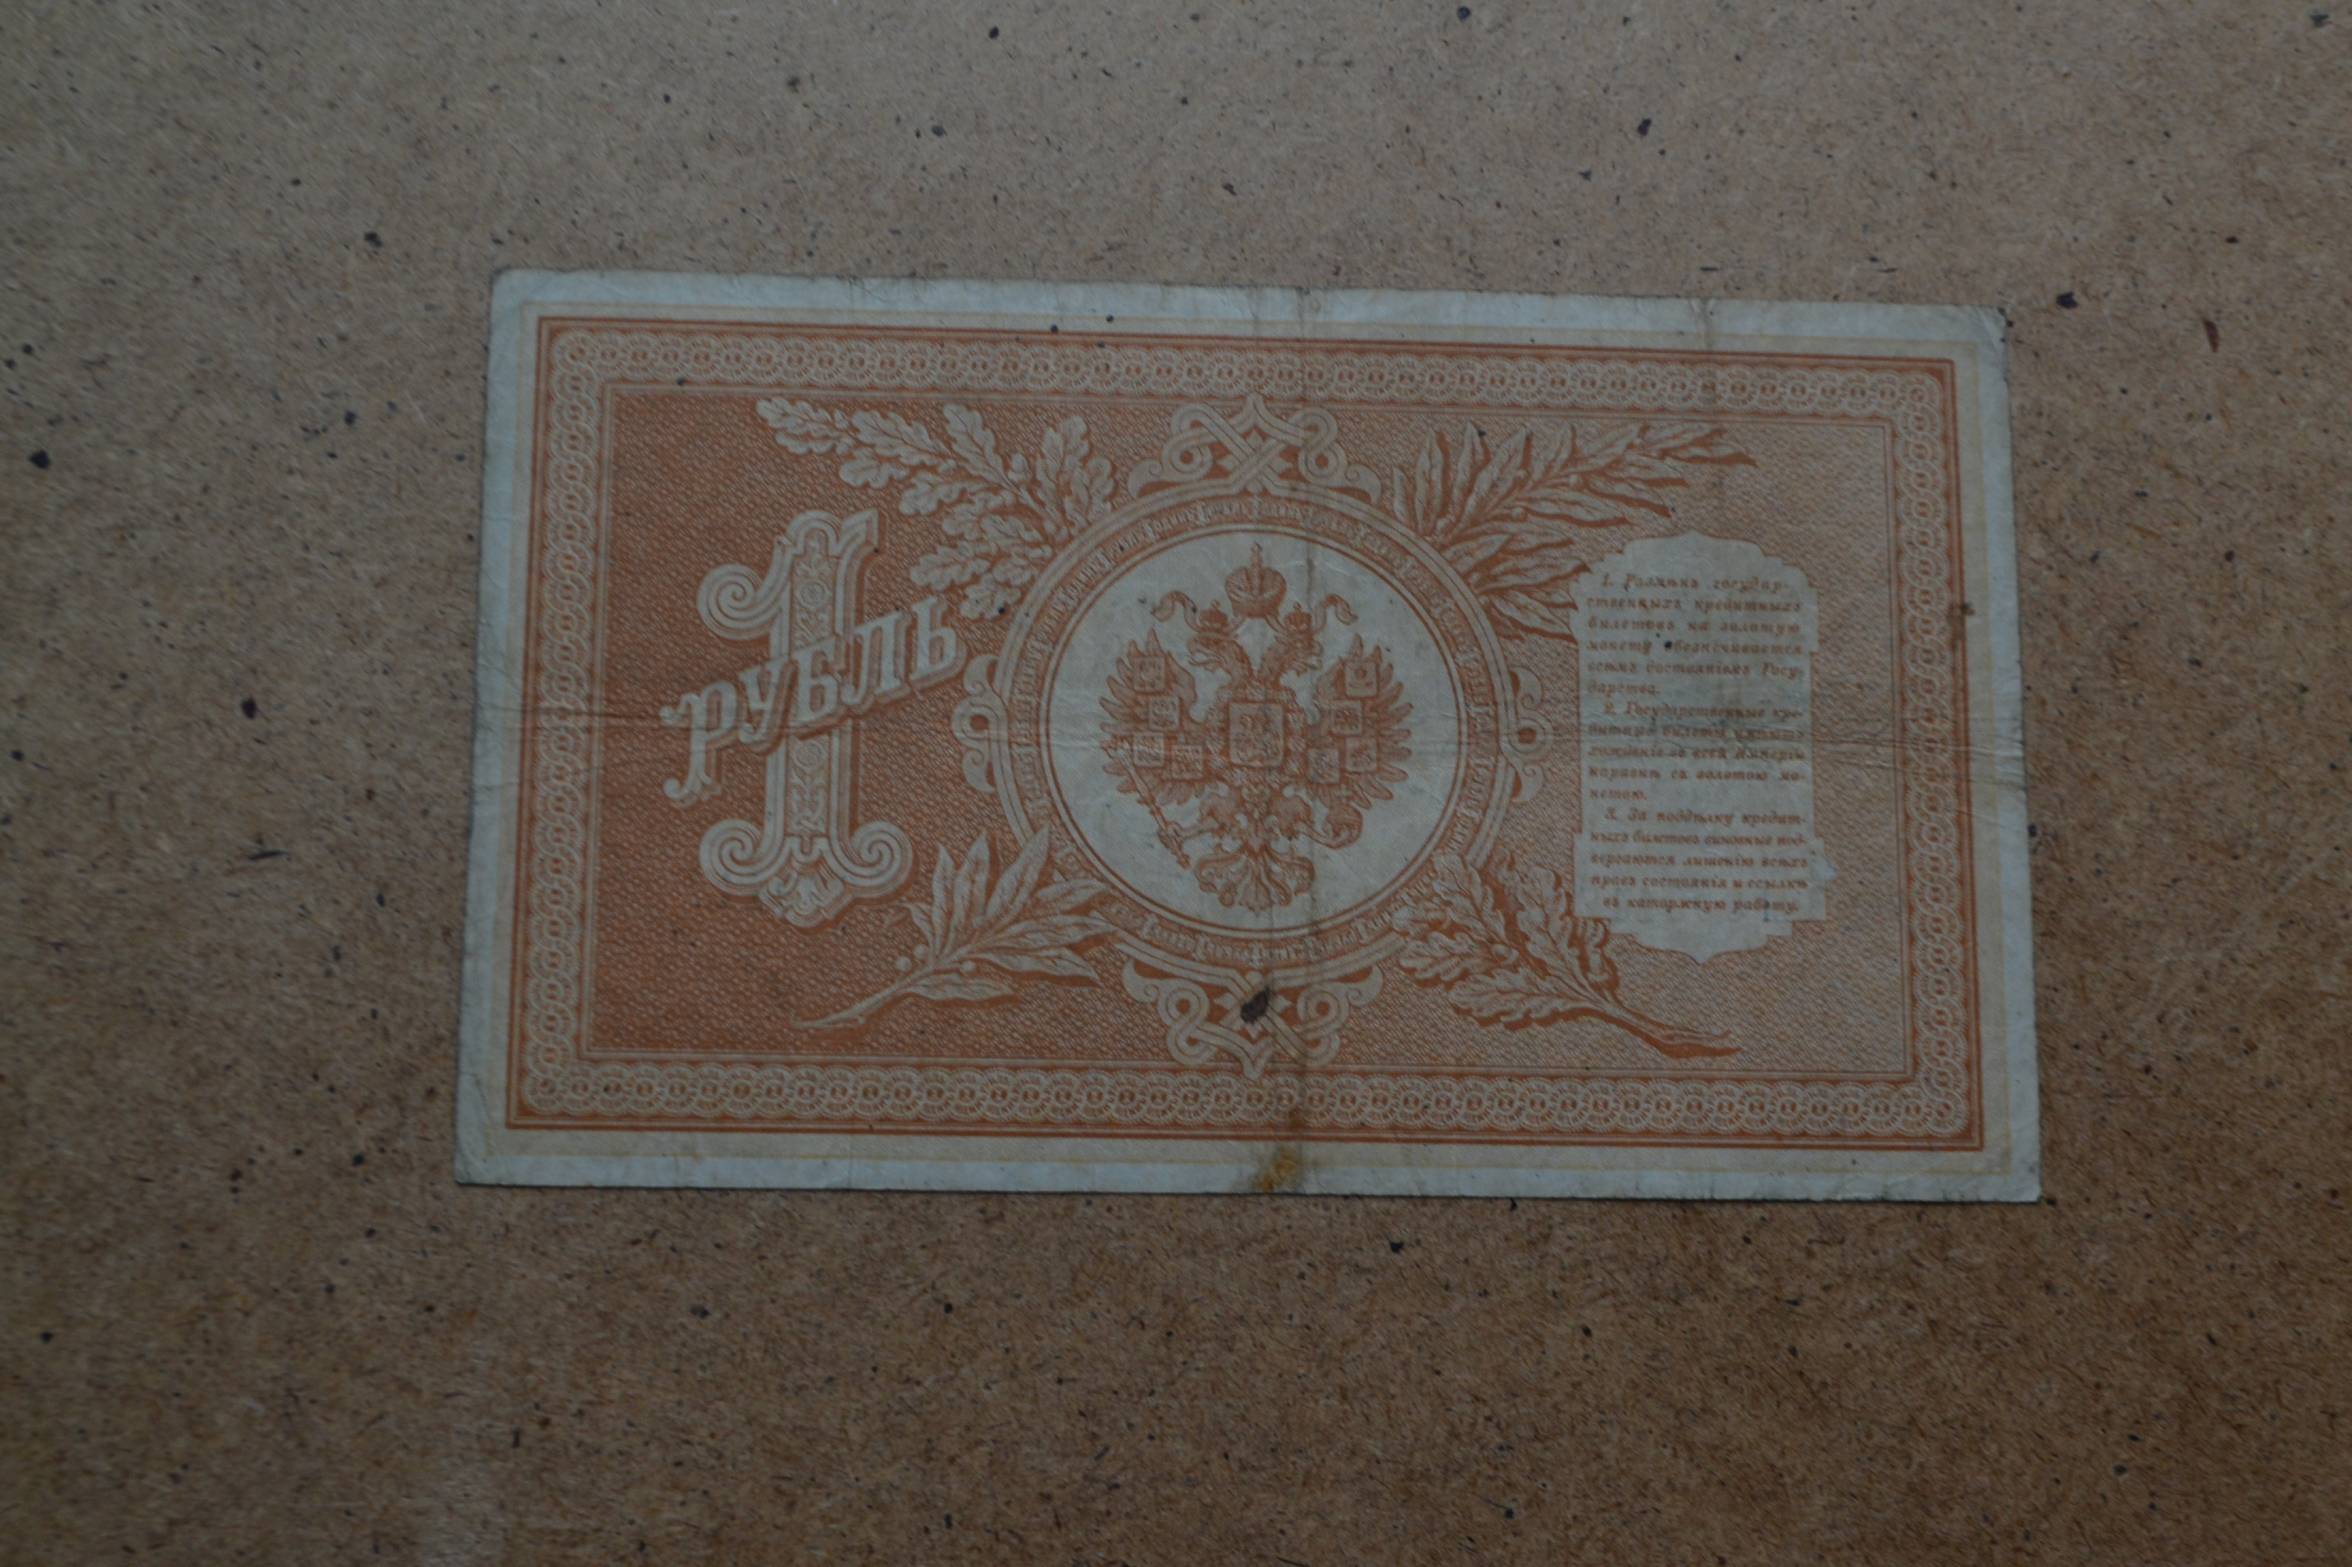 1
РУБЛЬ
1. Размѣнъ государ-
ственныхъ кредитныхъ
билетовъ на золотую
монету обезпечивается
всѣмъ достояніемъ Госу-
дарства.
2. Государственные кре-
дитные билеты имѣютъ
хожденіе во всей Имперіи
наравнѣ съ золотою мо-
нетою.
3. За поддѣлку кредит-
ныхъ билетовъ виновные под-
вергаются лишенію всѣхъ
правъ состоянія и ссылкѣ
въ каторжную работу.